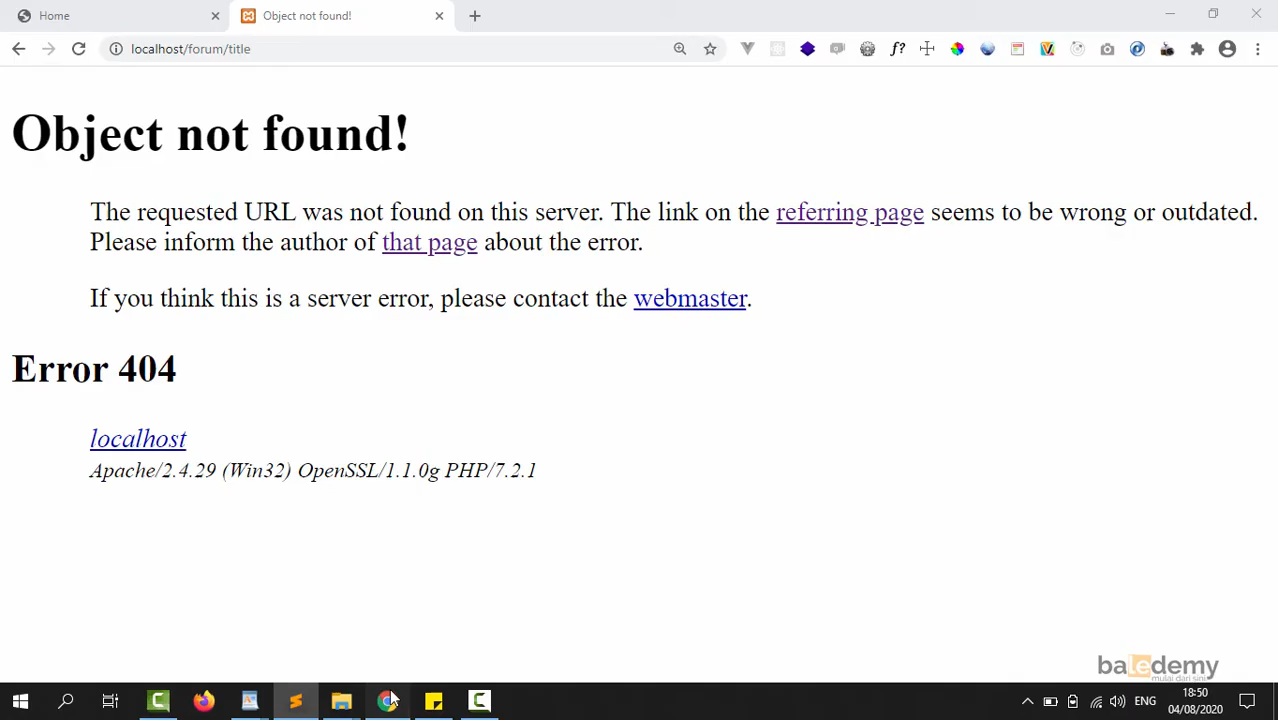 Home
Object not found!
localhost/forum/title
f?
Object not found!
The requested URL was not found on this server. The link on the referring page seems to be wrong or outdated.
Please inform the author of that page about the error.
If you think this is a server error, please contact the webmaster.
Error 404
localhost
Apache/2.4.29 (Win32) OpenSSL/1.1.0g PHP/7.2.1
baledemy
mulai dari sini
ENG
18:50
04/08/2020